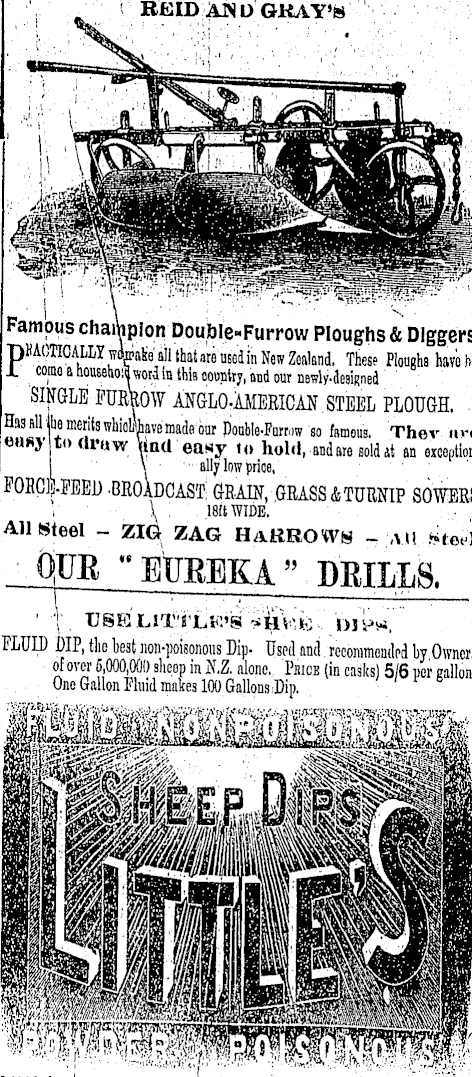 REID AND GRAY'S
Famous champion Double-Furrow Ploughs & Diggers
PRACTICALLY we make all that are used in New Zealand. These Ploughs have
come a household word in this country, and our newly-designed
SINGLE FURROW ANGLO-AMERICAN STEEL PLOUGH.
Has all the merits which have made our Double-Furrow so famous. They are
easy to draw and easy to hold, and are sold at an exception
ally low price,
FORCE-FEED BROADCAST GRAIN, GRASS & TURNIP SOWERS
18ft WIDE.
All Steel – ZIG ZAG HARROWS – All Steel
OUR "EUREKA" DRILLS.
USE LITTLE'S SHEEP DIPS.
FLUID DIP, the best non-poisonous Dip. Used and recommended by Owner
of over 5,000,000 sheep in N.Z. alone. PRICE (in casks) 5/6 per gallon
One Gallon Fluid makes 100 Gallons Dip.
FLUID NONPOISONOUS
SHEEP DIPS
LITTLE'S
POWDER POISONOUS